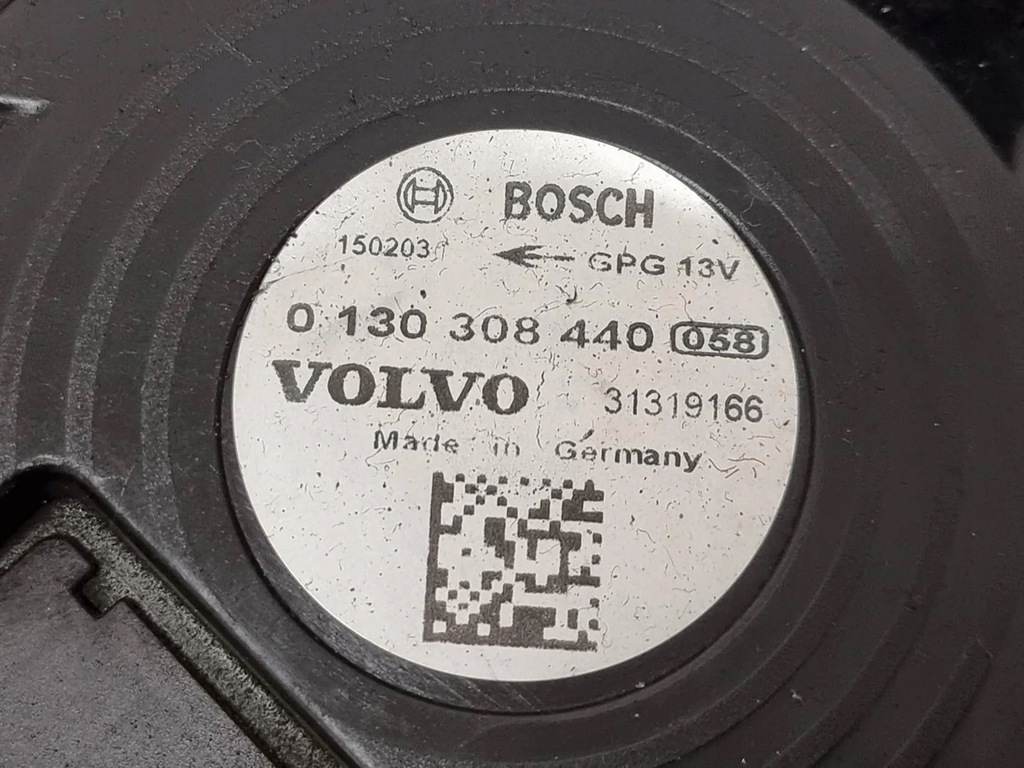 BOSCH
150203 GPG 13V
0 130 308 440 058
VOLVO 31319166
Made in Germany